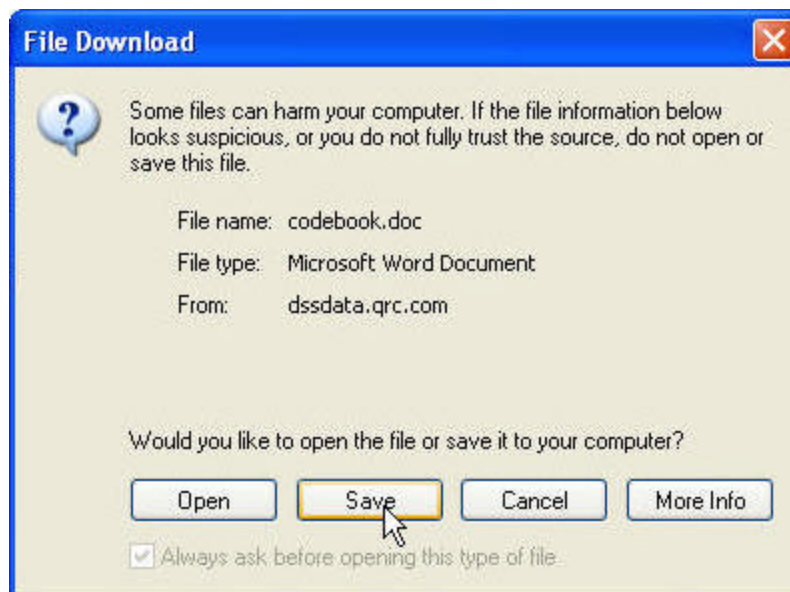 File Download
Some files can harm your computer. If the file information below
looks suspicious, or you do not fully trust the source, do not open or
save this file.
File name: codebook.doc
File type: Microsoft Word Document
From: dssdata.qrc.com
Would you like to open the file or save it to your computer?
Open Save Cancel More Info
Always ask before opening this type of file